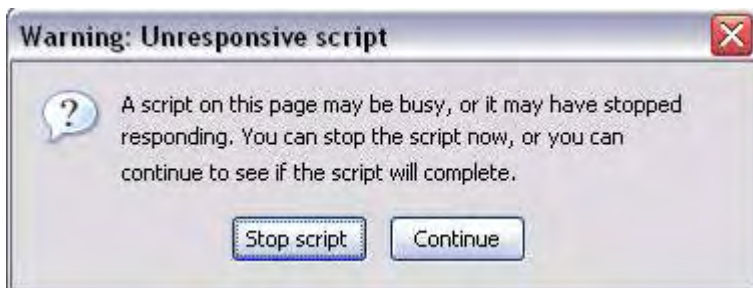 Warning: Unresponsive script
A script on this page may be busy, or it may have stopped
responding. You can stop the script now, or you can
continue to see if the script will complete.
Stop script Continue